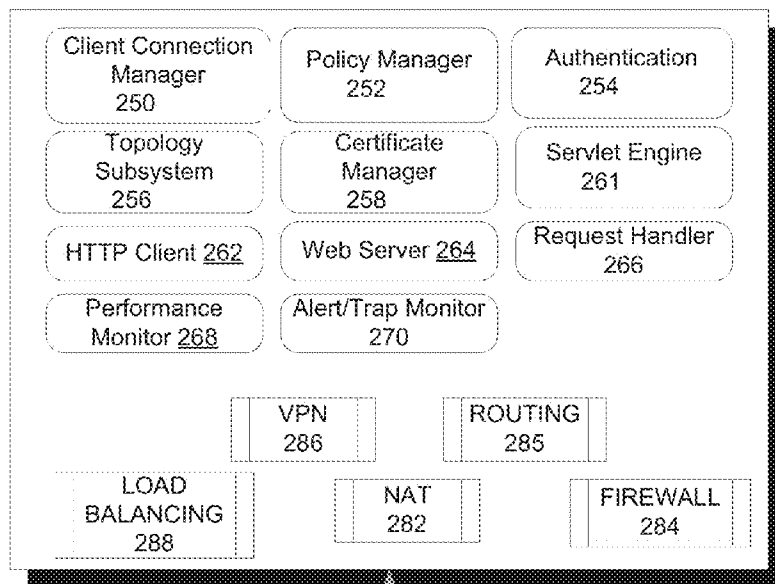 Client Connection
Manager
250
Policy Manager
252
Authentication
254
Topology
Subsystem
256
Certificate
Manager
258
Servlet Engine
261
HTTP Client 262
Web Server 264
Request Handler
266
Performance
Monitor 268
Alert/Trap Monitor
270
VPN
286
ROUTING
285
LOAD
BALANCING
288
NAT
282
FIREWALL
284